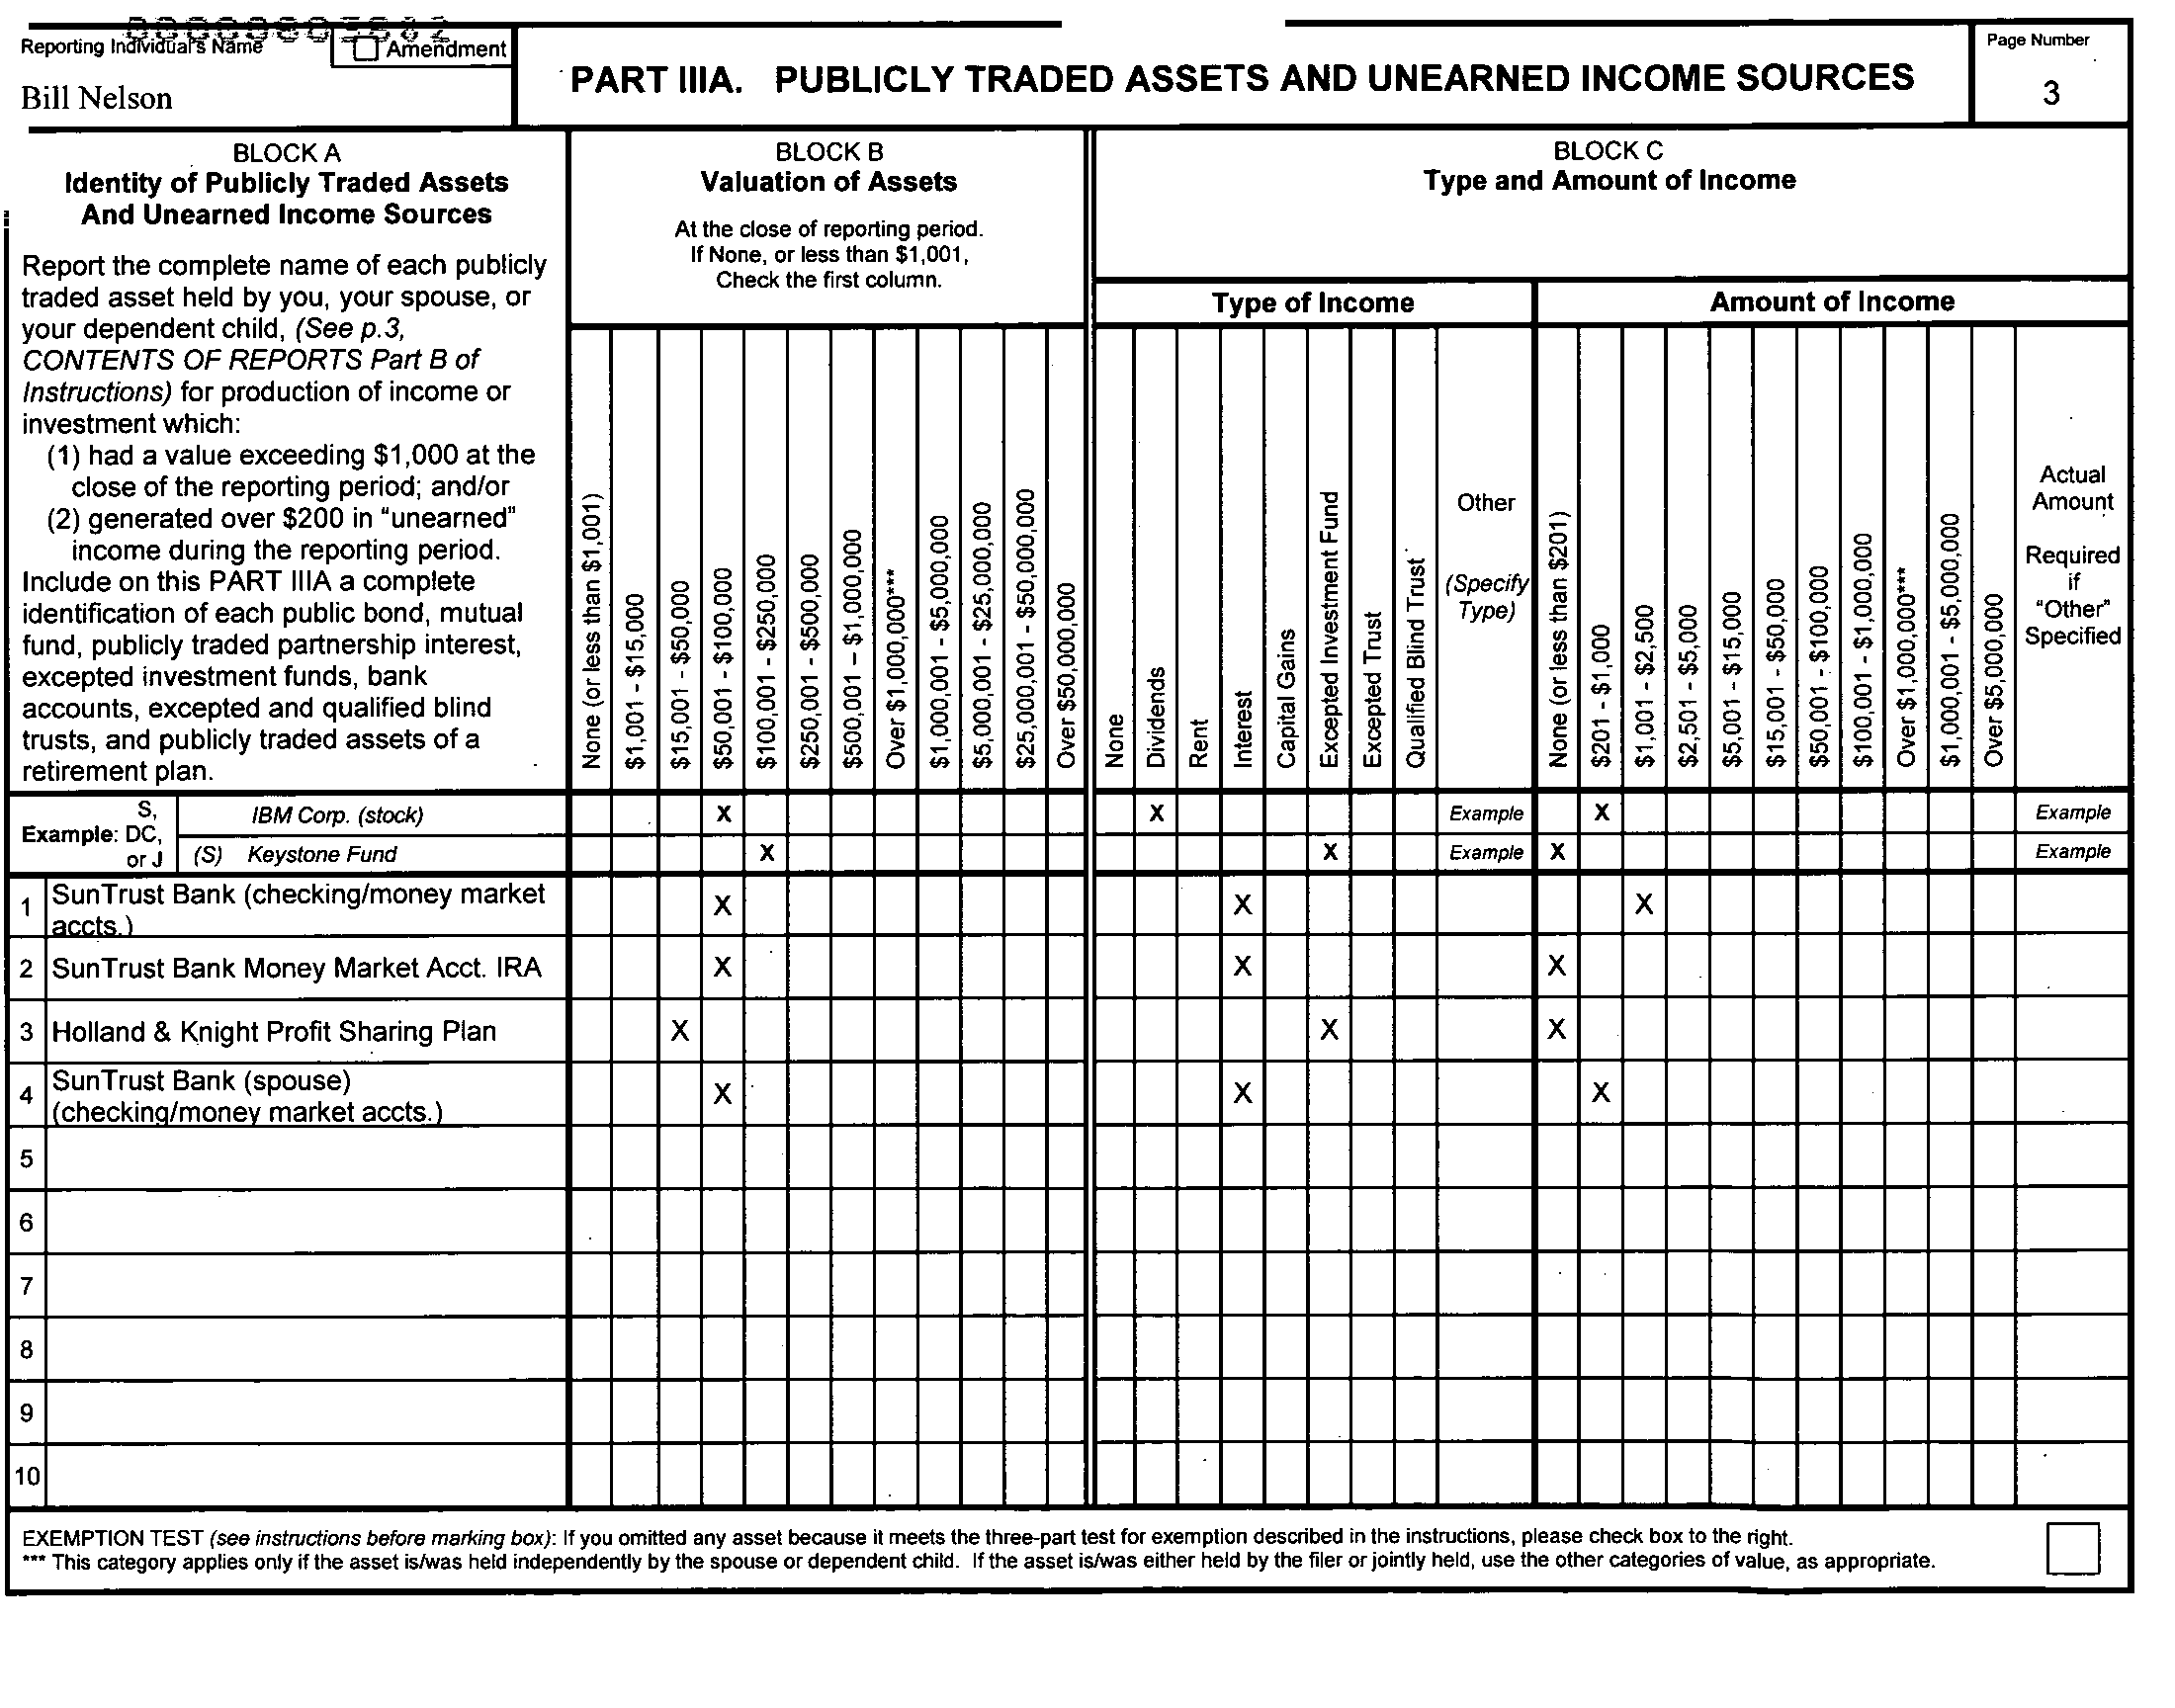 Reporting Individual's Name
Amendment
Bill Nelson
PART IIIA. PUBLICLY TRADED ASSETS AND UNEARNED INCOME SOURCES
Page Number
3
BLOCK A
Identity of Publicly Traded Assets
And Unearned Income Sources
Report the complete name of each publicly
traded asset held by you, your spouse, or
your dependent child, (See p.3,
CONTENTS OF REPORTS Part B of
Instructions) for production of income or
investment which:
(1) had a value exceeding $1,000 at the
close of the reporting period; and/or
(2) generated over $200 in "unearned"
income during the reporting period.
Include on this PART IIIA a complete
identification of each public bond, mutual
fund, publicly traded partnership interest,
excepted investment funds, bank
accounts, excepted and qualified blind
trusts, and publicly traded assets of a
retirement plan.
BLOCK B
Valuation of Assets
At the close of reporting period.
If None, or less than $1,001,
Check the first column.
None (or less than $1,001)
$1,001 - $15,000
$15,001 - $50,000
$50,001 - $100,000
$100,001 - $250,000
$250,001 - $500,000
$500,001 – $1,000,000
Over $1,000,000***
$1,000,001 - $5,000,000
$5,000,001 - $25,000,000
$25,000,001 - $50,000,000
Over $50,000,000
BLOCK C
Type and Amount of Income
Type of Income
None
Dividends
Rent
Interest
Capital Gains
Excepted Investment Fund
Excepted Trust
Qualified Blind Trust
Other
(Specify
Type)
Amount of Income
None (or less than $201)
$201 - $1,000
$1,001 - $2,500
$2,501 - $5,000
$5,001 - $15,000
$15,001 - $50,000
$50,001 - $100,000
$100,001 - $1,000,000
Over $1,000,000***
$1,000,001 - $5,000,000
Over $5,000,000
Actual
Amount
Required
if
"Other"
Specified
Example: S, DC, or J
IBM Corp. (stock) X X Example X Example
(S) Keystone Fund X X Example X Example
1 SunTrust Bank (checking/money market accts.) X X X
2 SunTrust Bank Money Market Acct. IRA X X X
3 Holland & Knight Profit Sharing Plan X X X
4 SunTrust Bank (spouse) (checking/money market accts.) X X X
5
6
7
8
9
10
EXEMPTION TEST (see instructions before marking box): If you omitted any asset because it meets the three-part test for exemption described in the instructions, please check box to the right.
*** This category applies only if the asset is/was held independently by the spouse or dependent child. If the asset is/was either held by the filer or jointly held, use the other categories of value, as appropriate.